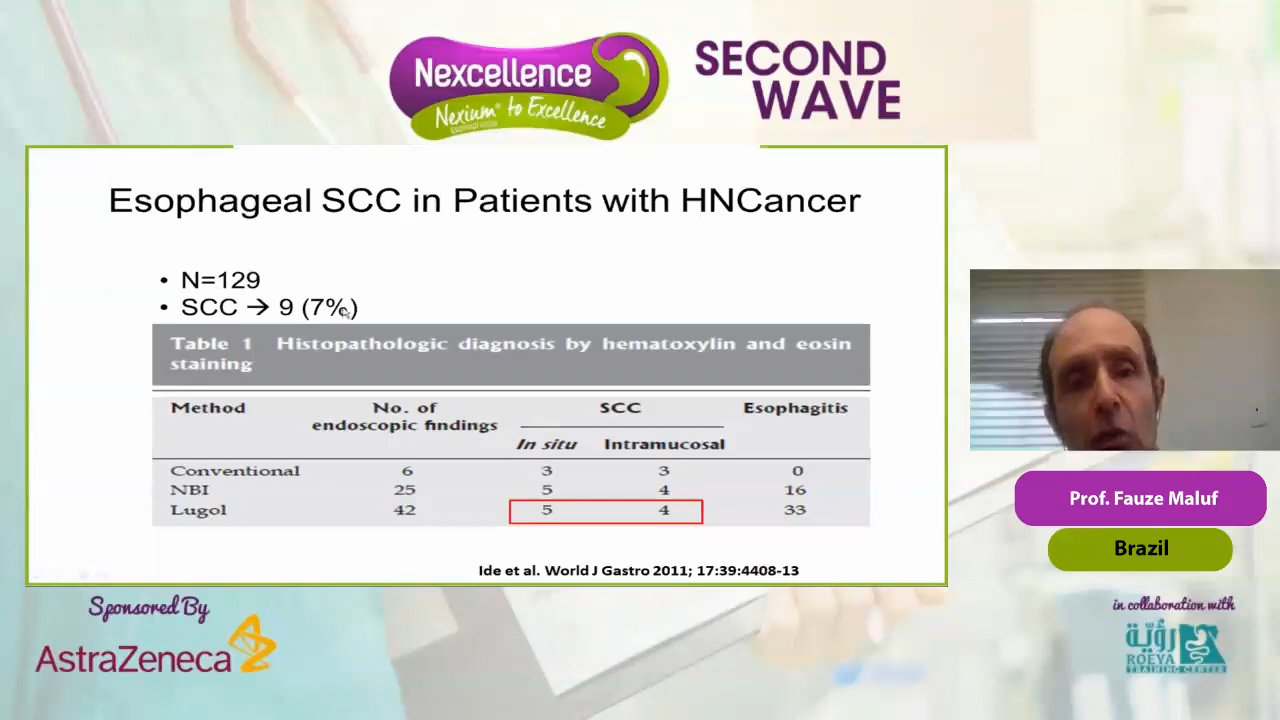 Nexcellence
Nexium® to Excellence
SECOND
WAVE
Esophageal SCC in Patients with HNCancer
• N=129
• SCC → 9 (7%)
Table 1 Histopathologic diagnosis by hematoxylin and eosin
staining
Method No. of endoscopic findings SCC Esophagitis
In situ Intramucosal
Conventional 6 3 3 0
NBI 25 5 4 16
Lugol 42 5 4 33
Ide et al. World J Gastro 2011; 17:39:4408-13
Prof. Fauze Maluf
Brazil
Sponsored By
AstraZeneca
in collaboration with
رؤية
ROEYA
TRAINING CENTER